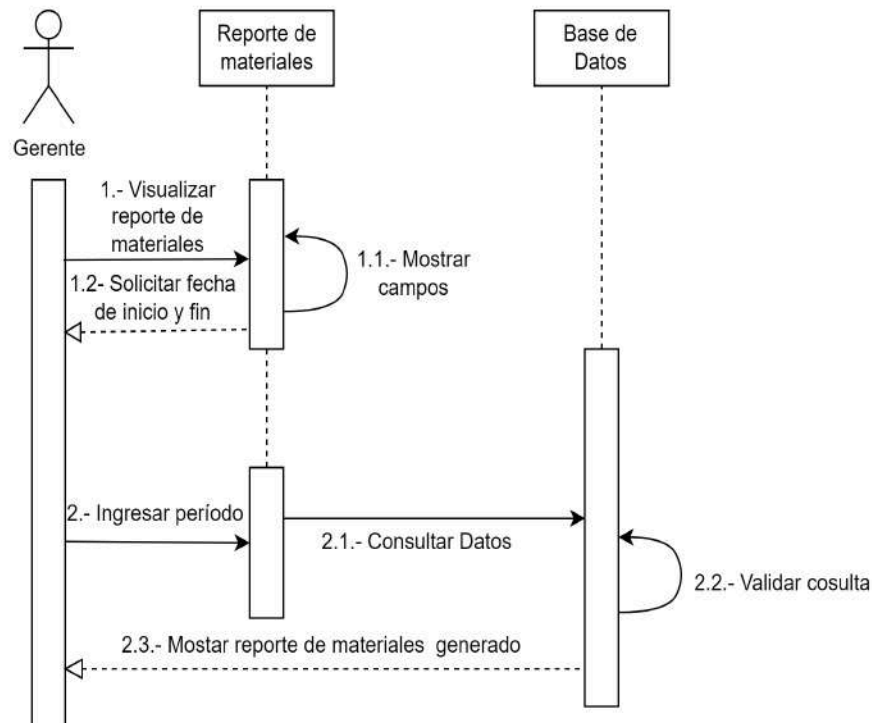 Reporte de
materiales
Base de
Datos
Gerente
1.- Visualizar
reporte de
materiales
1.1.- Mostrar
campos
1.2- Solicitar fecha
de inicio y fin
2.- Ingresar período
2.1.- Consultar Datos
2.2.- Validar cosulta
2.3.- Mostar reporte de materiales generado